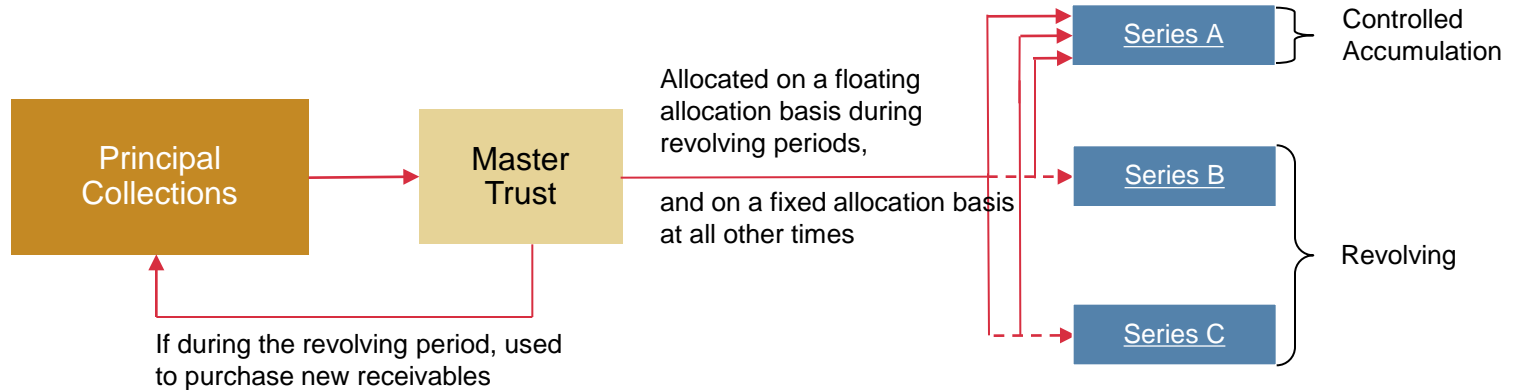 Principal
Collections
Master
Trust
If during the revolving period, used
to purchase new receivables
Allocated on a floating
allocation basis during
revolving periods,
and on a fixed allocation basis
at all other times
Series A
Controlled
Accumulation
Series B
Revolving
Series C